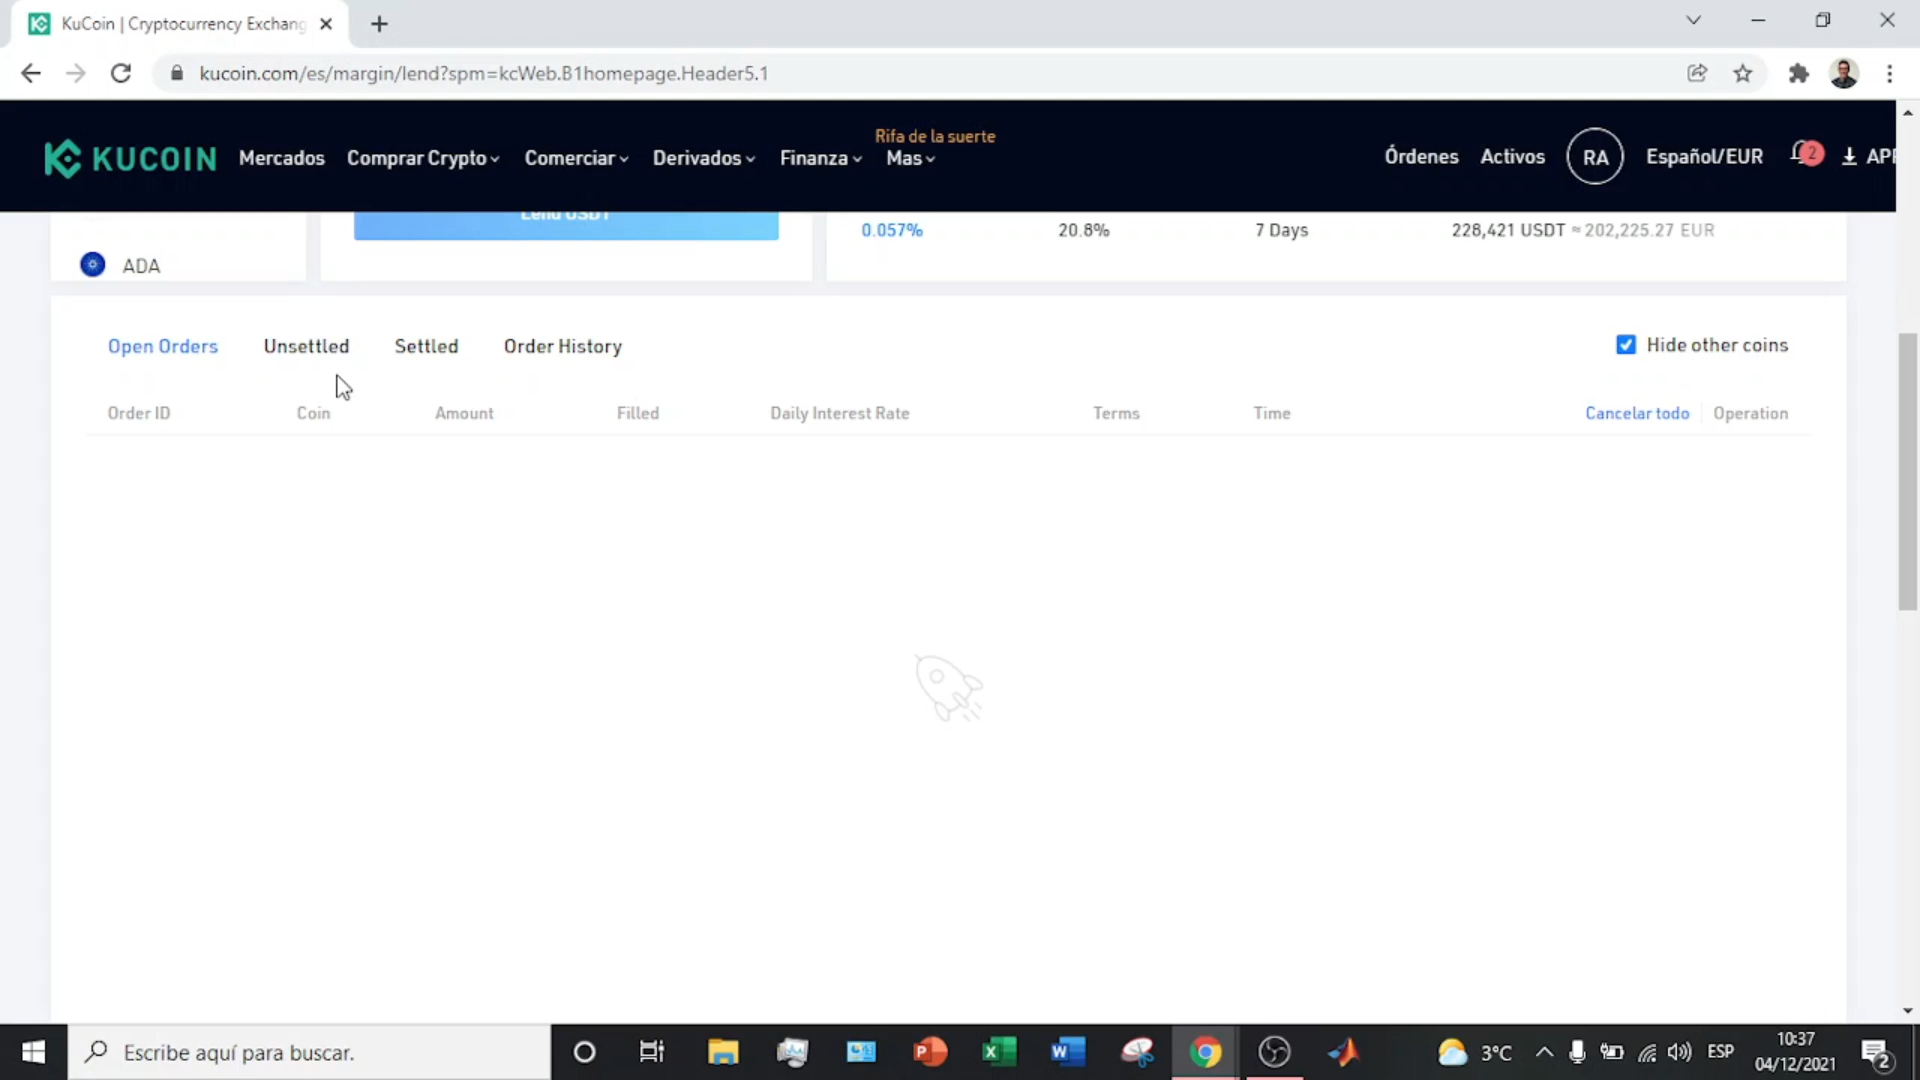 KuCoin | Cryptocurrency Exchang
kucoin.com/es/margin/lend?spm=kcWeb.B1homepage.Header5.1
Rifa de la suerte
KUCOIN Mercados Comprar Crypto Comerciar Derivados Finanza Mas Órdenes Activos RA Español/EUR 2 APP
Lend USDT
0.057% 20.8% 7 Days 228,421 USDT ≈ 202,225.27 EUR
ADA
Open Orders Unsettled Settled Order History Hide other coins
Order ID Coin Amount Filled Daily Interest Rate Terms Time Cancelar todo Operation
Escribe aquí para buscar.
3°C ESP 10:37
04/12/2021 2